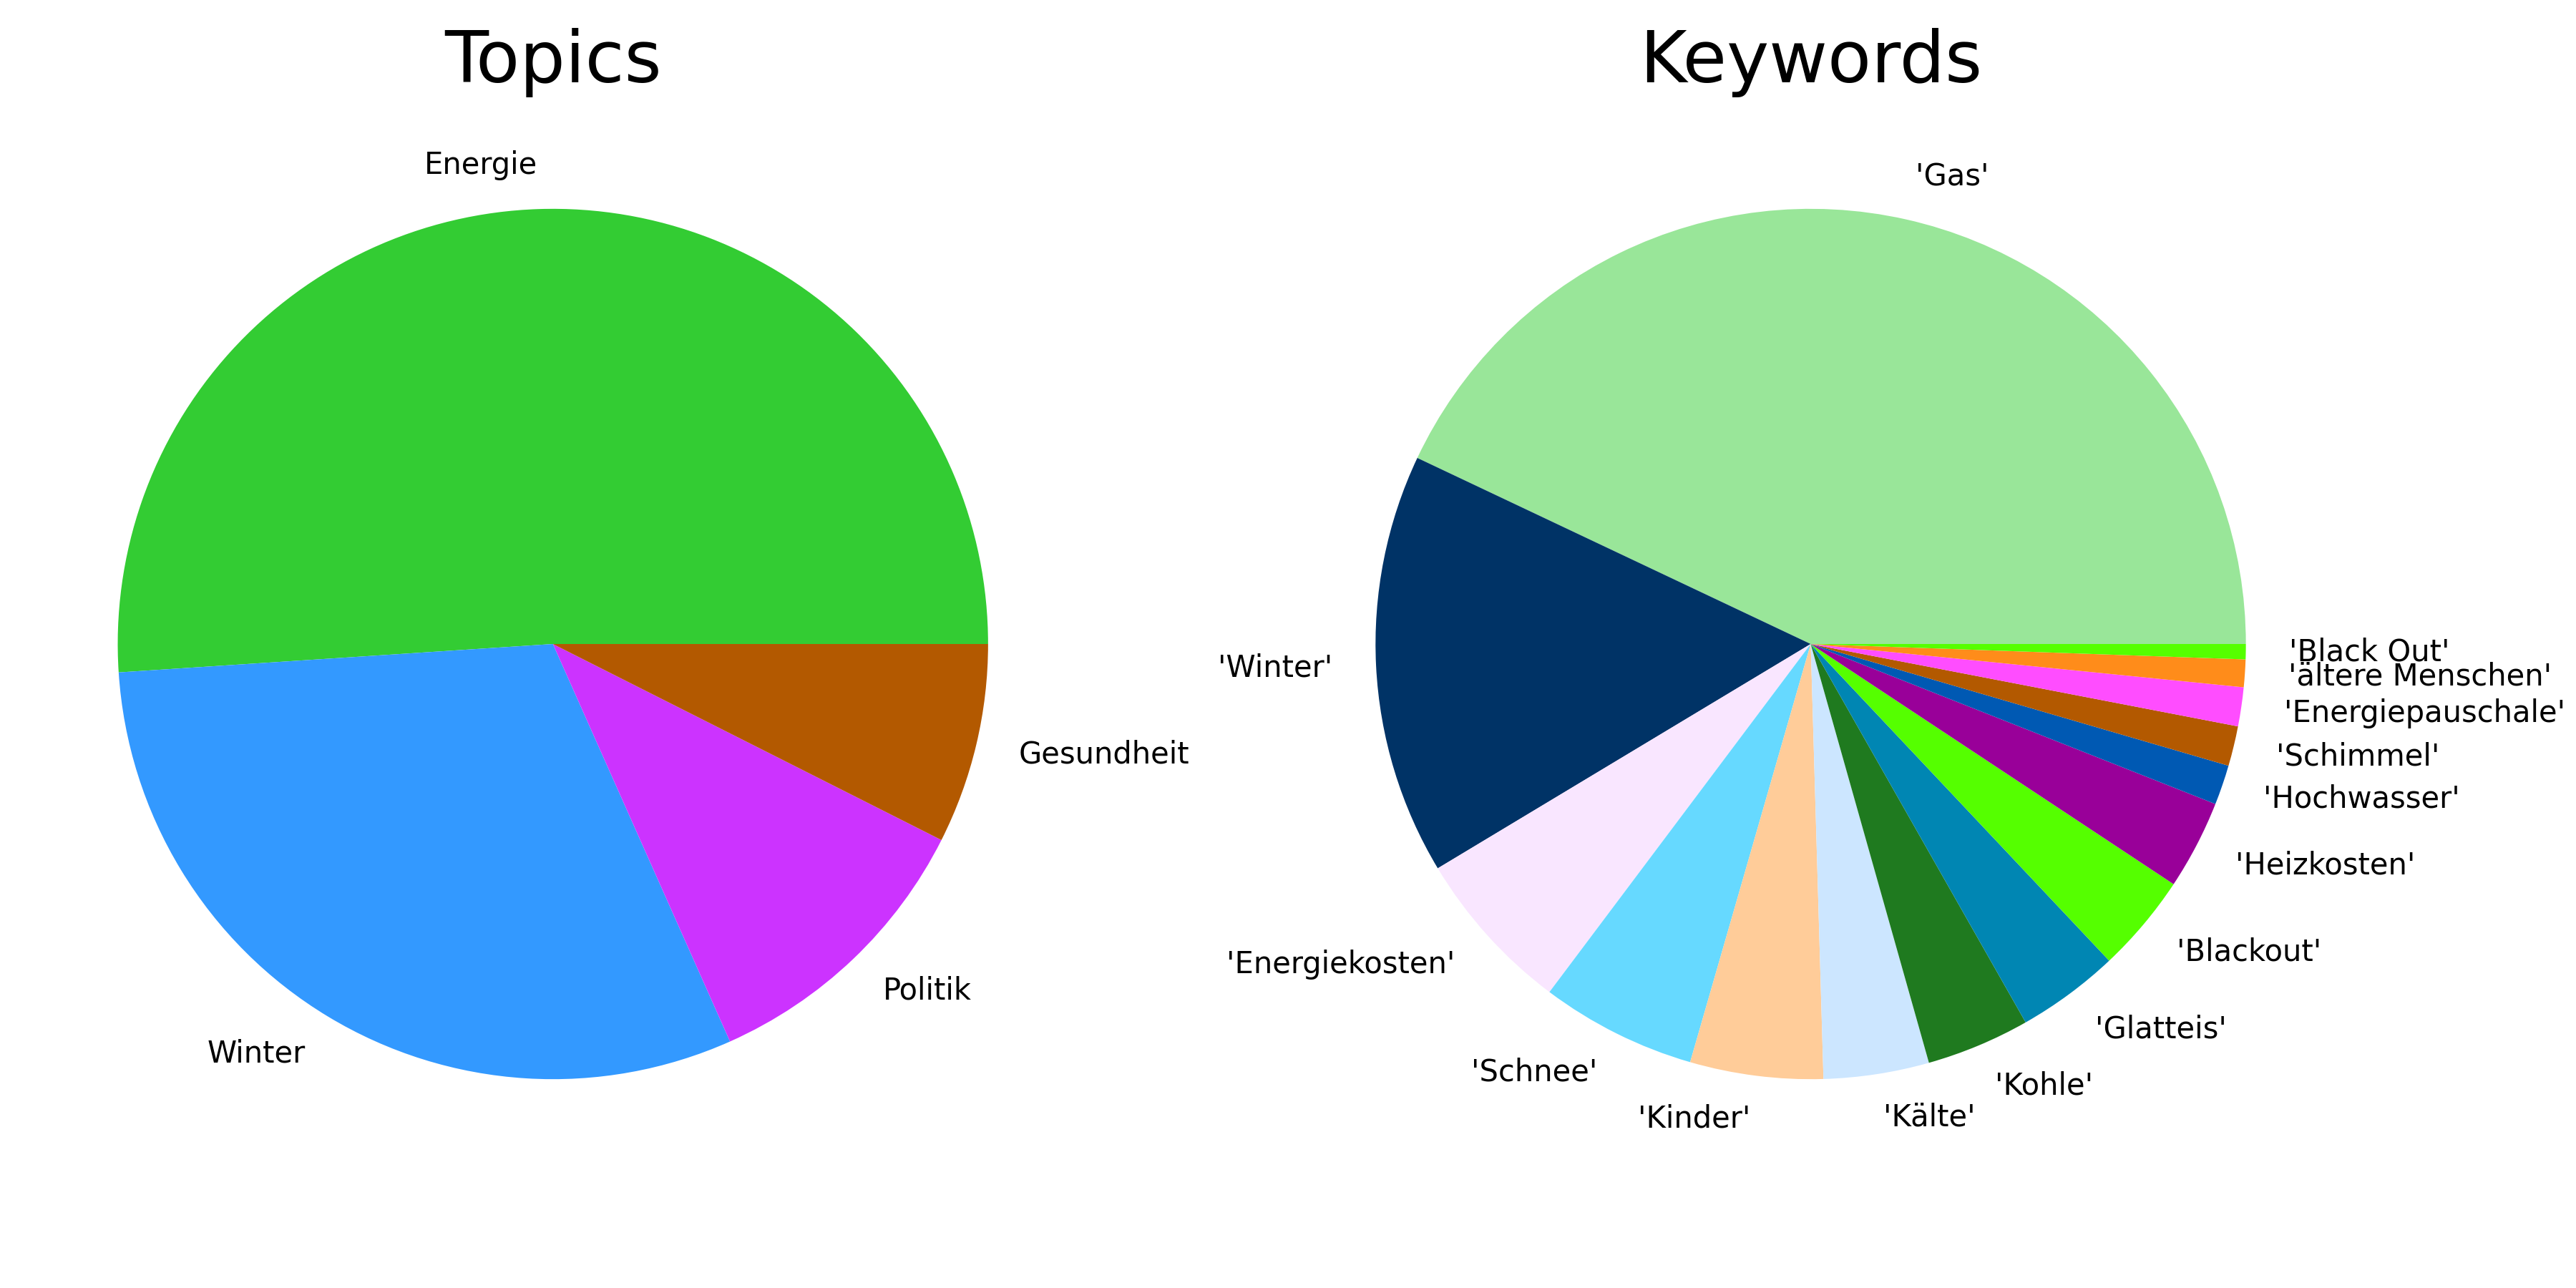 Topics
Energie
Winter
Politik
Gesundheit
Keywords
'Gas'
'Winter'
'Energiekosten'
'Schnee'
'Kinder'
'Kälte'
'Kohle'
'Glatteis'
'Blackout'
'Heizkosten'
'Hochwasser'
'Schimmel'
'Energiepauschale'
'ältere Menschen'
'Black Out'